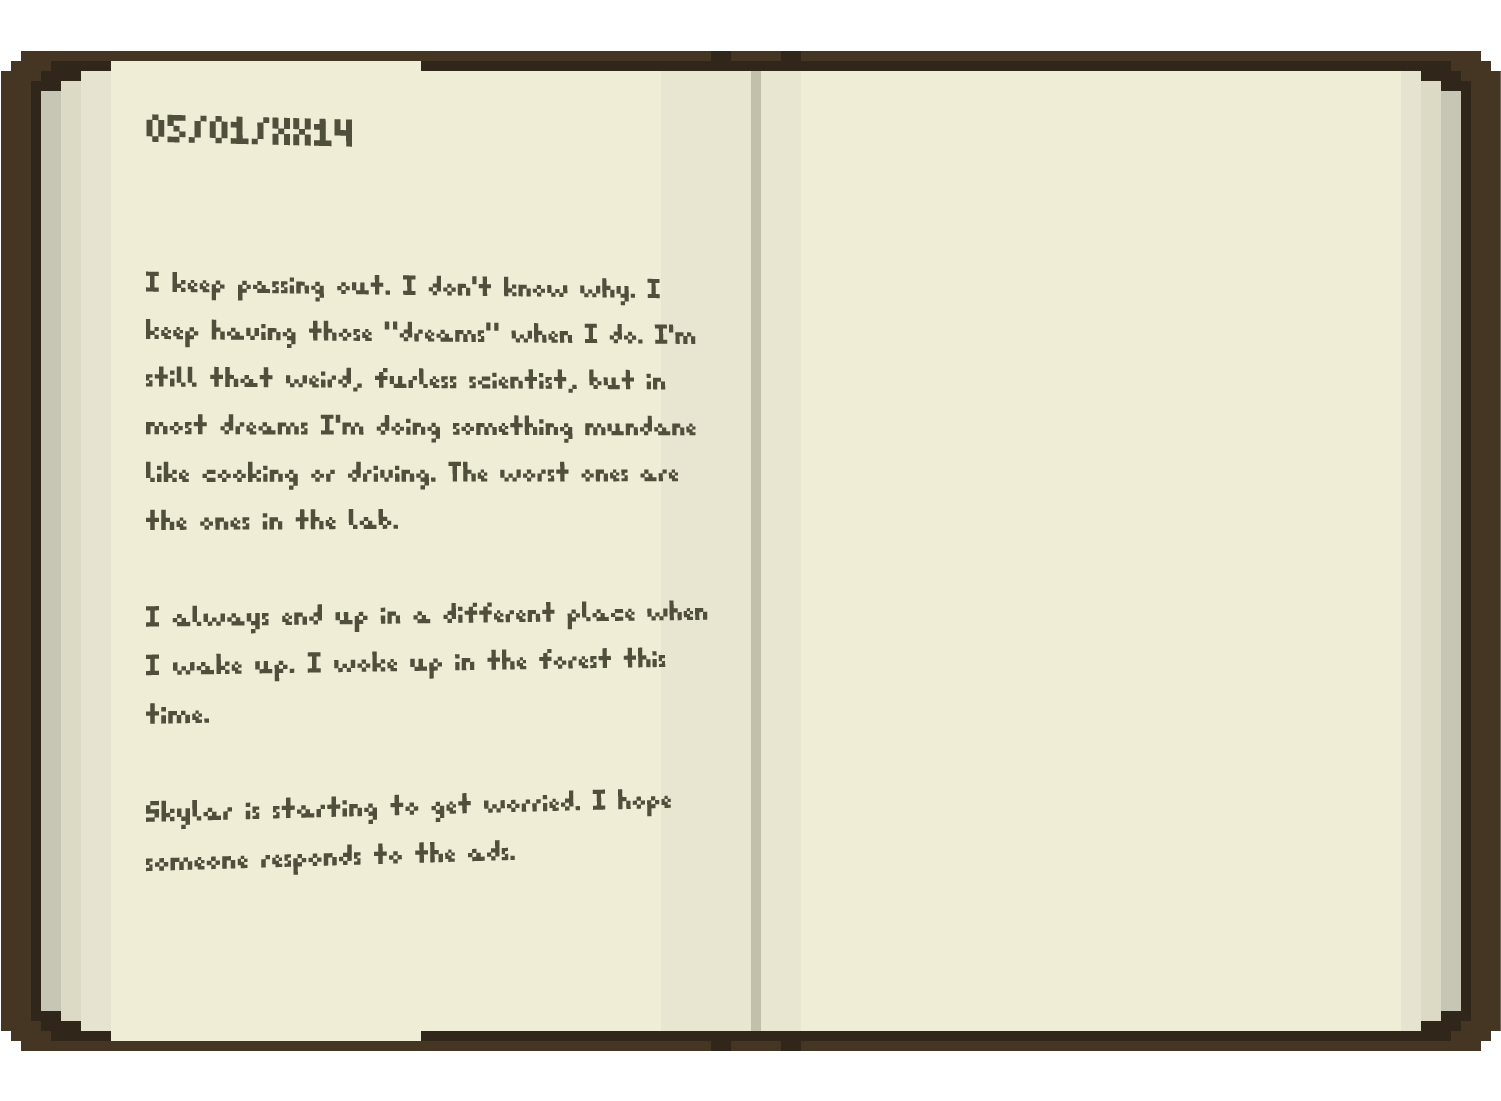 05/01/XX14
I keep passing out. I don't know why. I
keep having those "dreams" when I do. I'm
still that weird, furless scientist, but in
most dreams I'm doing something mundane
like cooking or driving. The worst ones are
the ones in the lab.
I always end up in a different place when
I wake up. I woke up in the forest this
time.
Skylar is starting to get worried. I hope
someone responds to the ads.